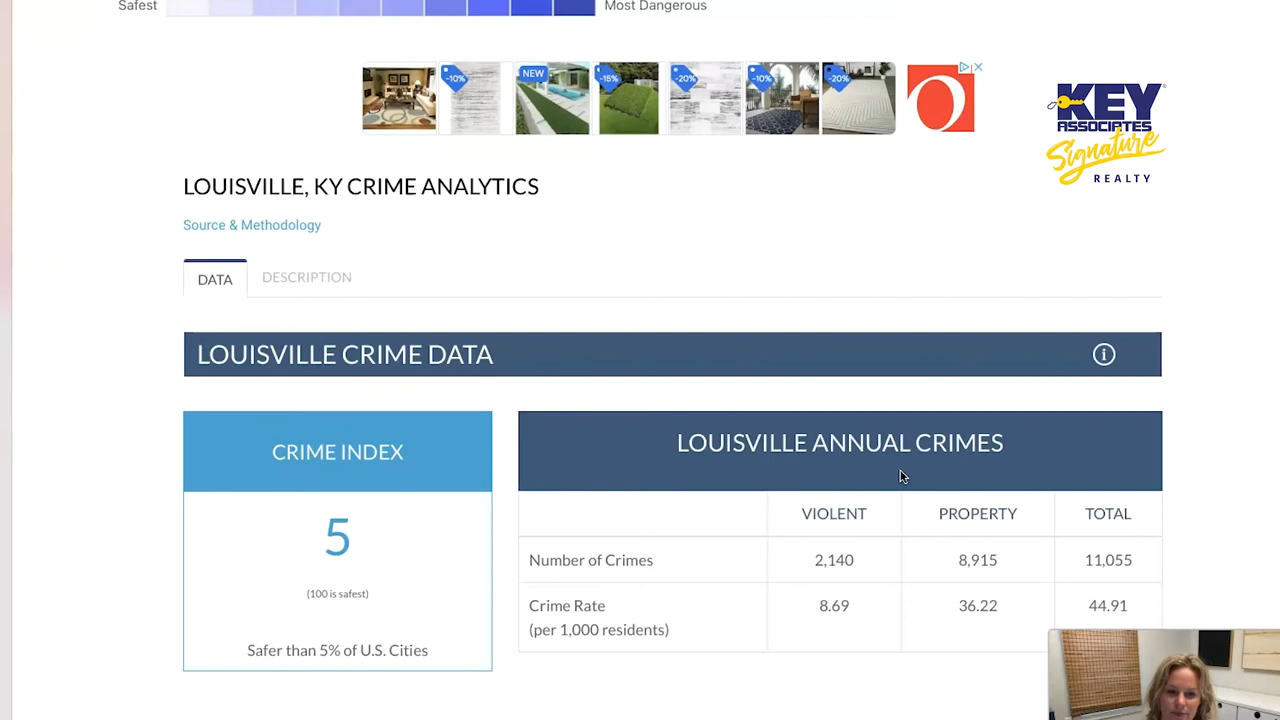 Safest Most Dangerous
-10% NEW -15% -20% -10% -20%
KEY
ASSOCIATES
Signature
REALTY
LOUISVILLE, KY CRIME ANALYTICS
Source & Methodology
DATA DESCRIPTION
LOUISVILLE CRIME DATA
CRIME INDEX
5
(100 is safest)
Safer than 5% of U.S. Cities
LOUISVILLE ANNUAL CRIMES
VIOLENT PROPERTY TOTAL
Number of Crimes 2,140 8,915 11,055
Crime Rate
(per 1,000 residents) 8.69 36.22 44.91